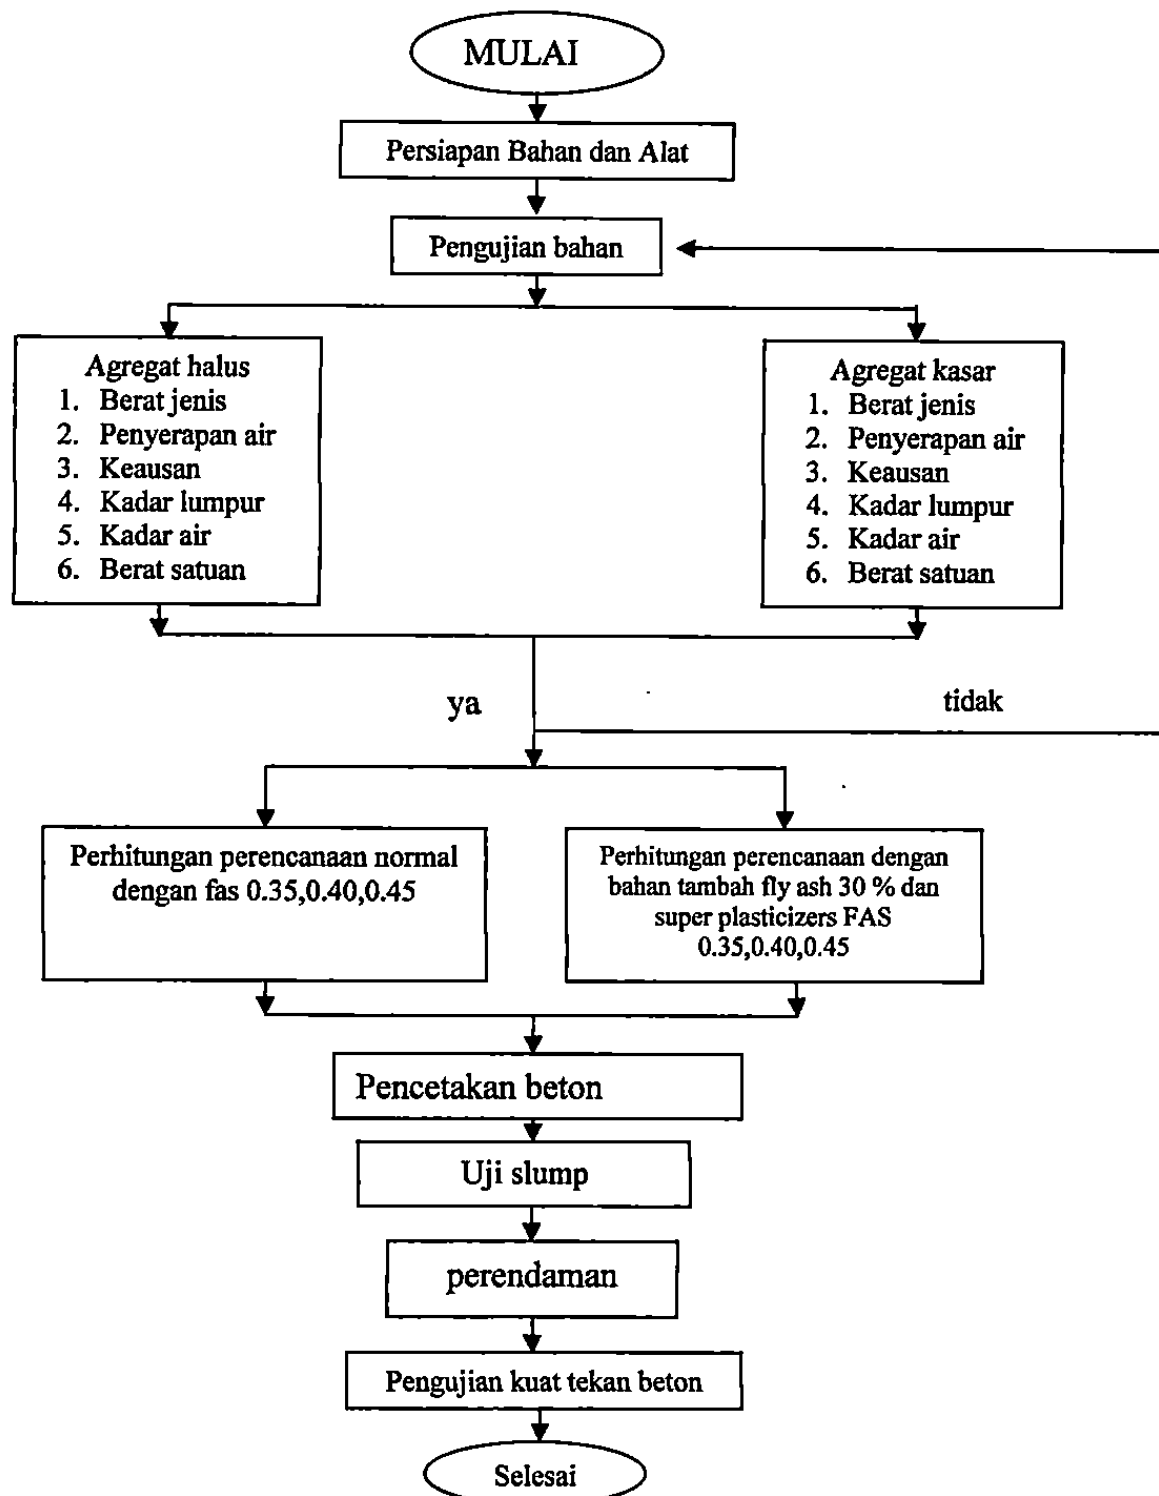 MULAI
Persiapan Bahan dan Alat
Pengujian bahan
Agregat halus
1. Berat jenis
2. Penyerapan air
3. Keausan
4. Kadar lumpur
5. Kadar air
6. Berat satuan
Agregat kasar
1. Berat jenis
2. Penyerapan air
3. Keausan
4. Kadar lumpur
5. Kadar air
6. Berat satuan
ya
tidak
Perhitungan perencanaan normal
dengan fas 0.35,0.40,0.45
Perhitungan perencanaan dengan
bahan tambah fly ash 30 % dan
super plasticizers FAS
0.35,0.40,0.45
Pencetakan beton
Uji slump
perendaman
Pengujian kuat tekan beton
Selesai